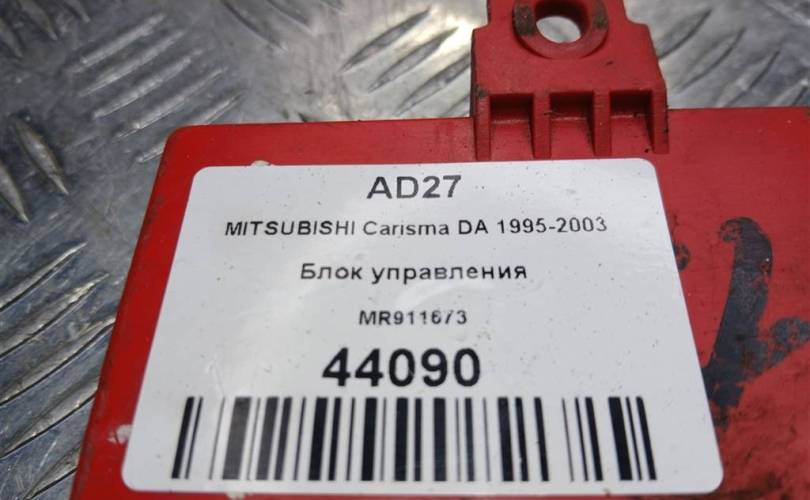 AD27
MITSUBISHI Carisma DA 1995-2003
Блок управления
MR911673
44090